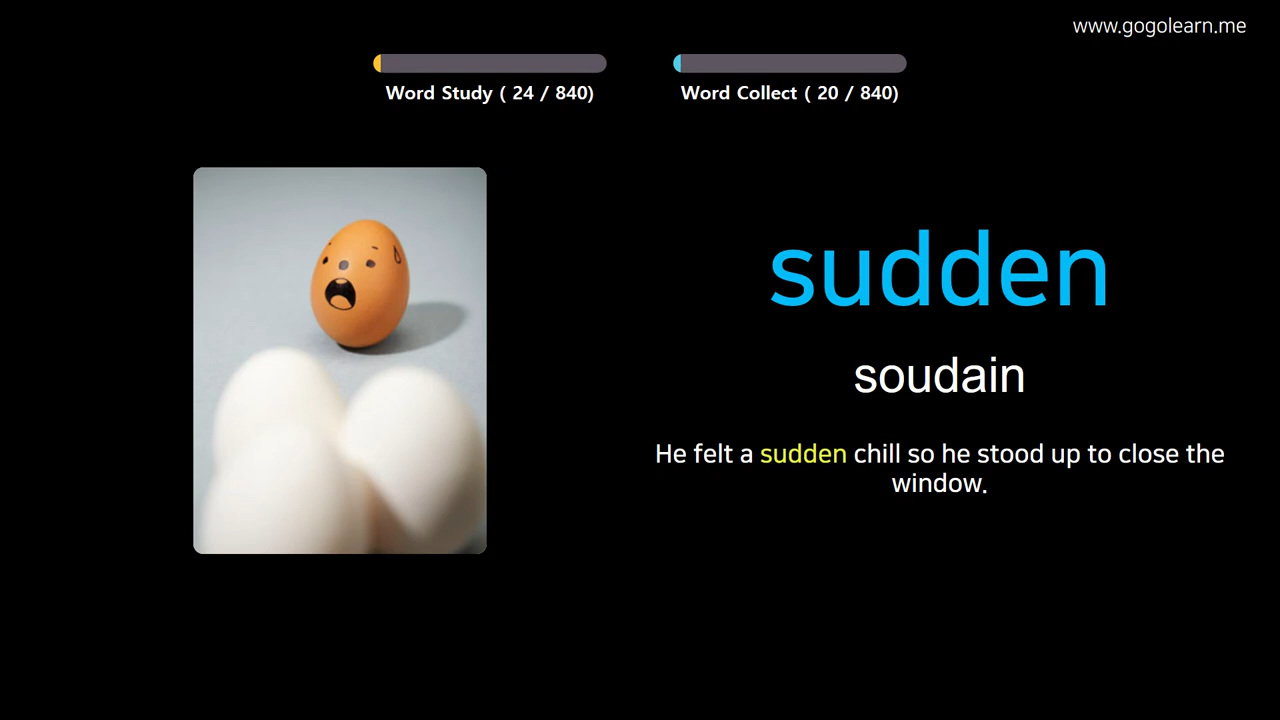 www.gogolearn.me
Word Study ( 24 / 840)
Word Collect ( 20 / 840)
sudden
soudain
He felt a sudden chill so he stood up to close the
window.